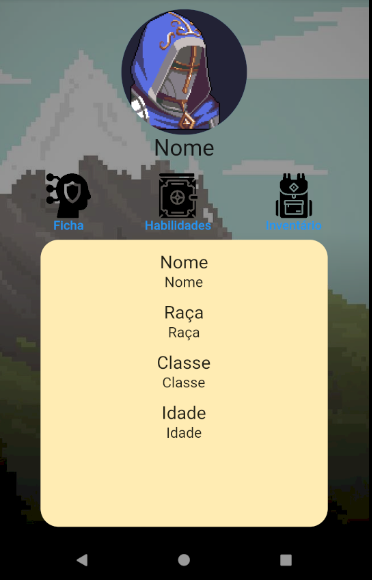 Nome
Ficha Habilidades Inventário
Nome
Nome
Raça
Raça
Classe
Classe
Idade
Idade